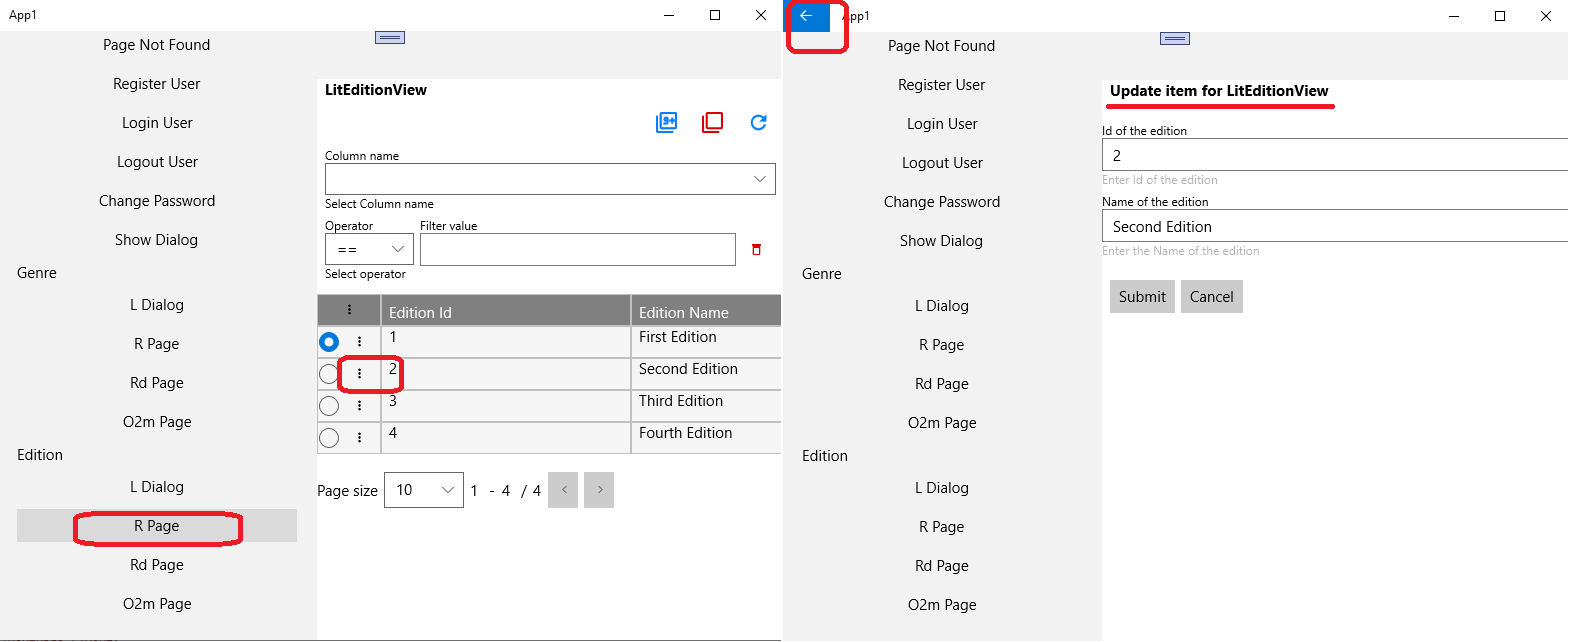 App1
Page Not Found
Register User
Login User
Logout User
Change Password
Show Dialog
Genre
L Dialog
R Page
Rd Page
O2m Page
Edition
L Dialog
R Page
Rd Page
O2m Page
LitEditionView
9+
Column name
Select Column name
Operator Filter value
==
Select operator
Edition Id Edition Name
1 First Edition
2 Second Edition
3 Third Edition
4 Fourth Edition
Page size 10 1 - 4 / 4 < >
App1
Page Not Found
Register User
Login User
Logout User
Change Password
Show Dialog
Genre
L Dialog
R Page
Rd Page
O2m Page
Edition
L Dialog
R Page
Rd Page
O2m Page
Update item for LitEditionView
Id of the edition
2
Enter Id of the edition
Name of the edition
Second Edition
Enter the Name of the edition
Submit Cancel